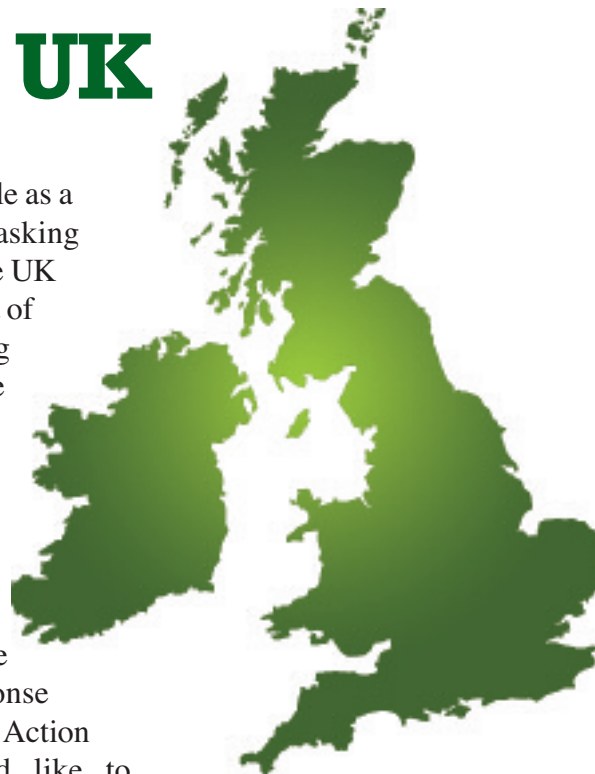 UK
le as a
asking
UK
of
g
e
e
onse
Action
d like to